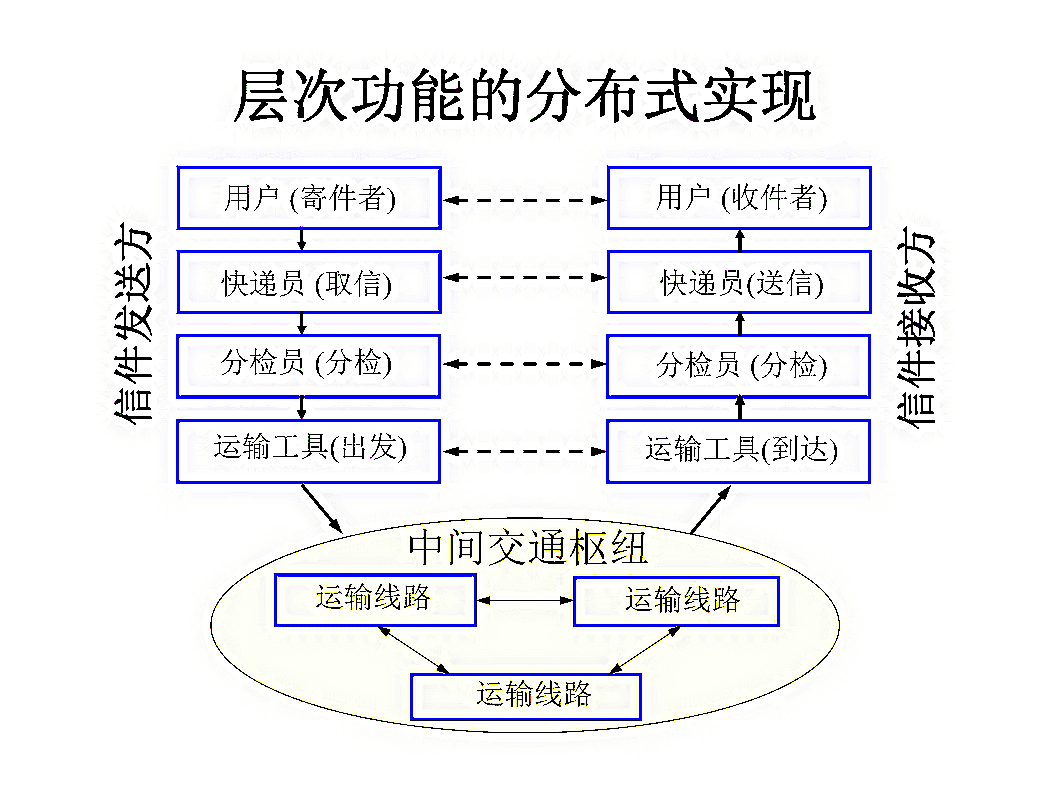 层次功能的分布式实现
用户 (寄件者)
用户 (收件者)
快递员 (取信)
快递员(送信)
分检员 (分检)
分检员 (分检)
运输工具(出发)
运输工具(到达)
信件发送方
信件接收方
中间交通枢纽
运输线路
运输线路
运输线路